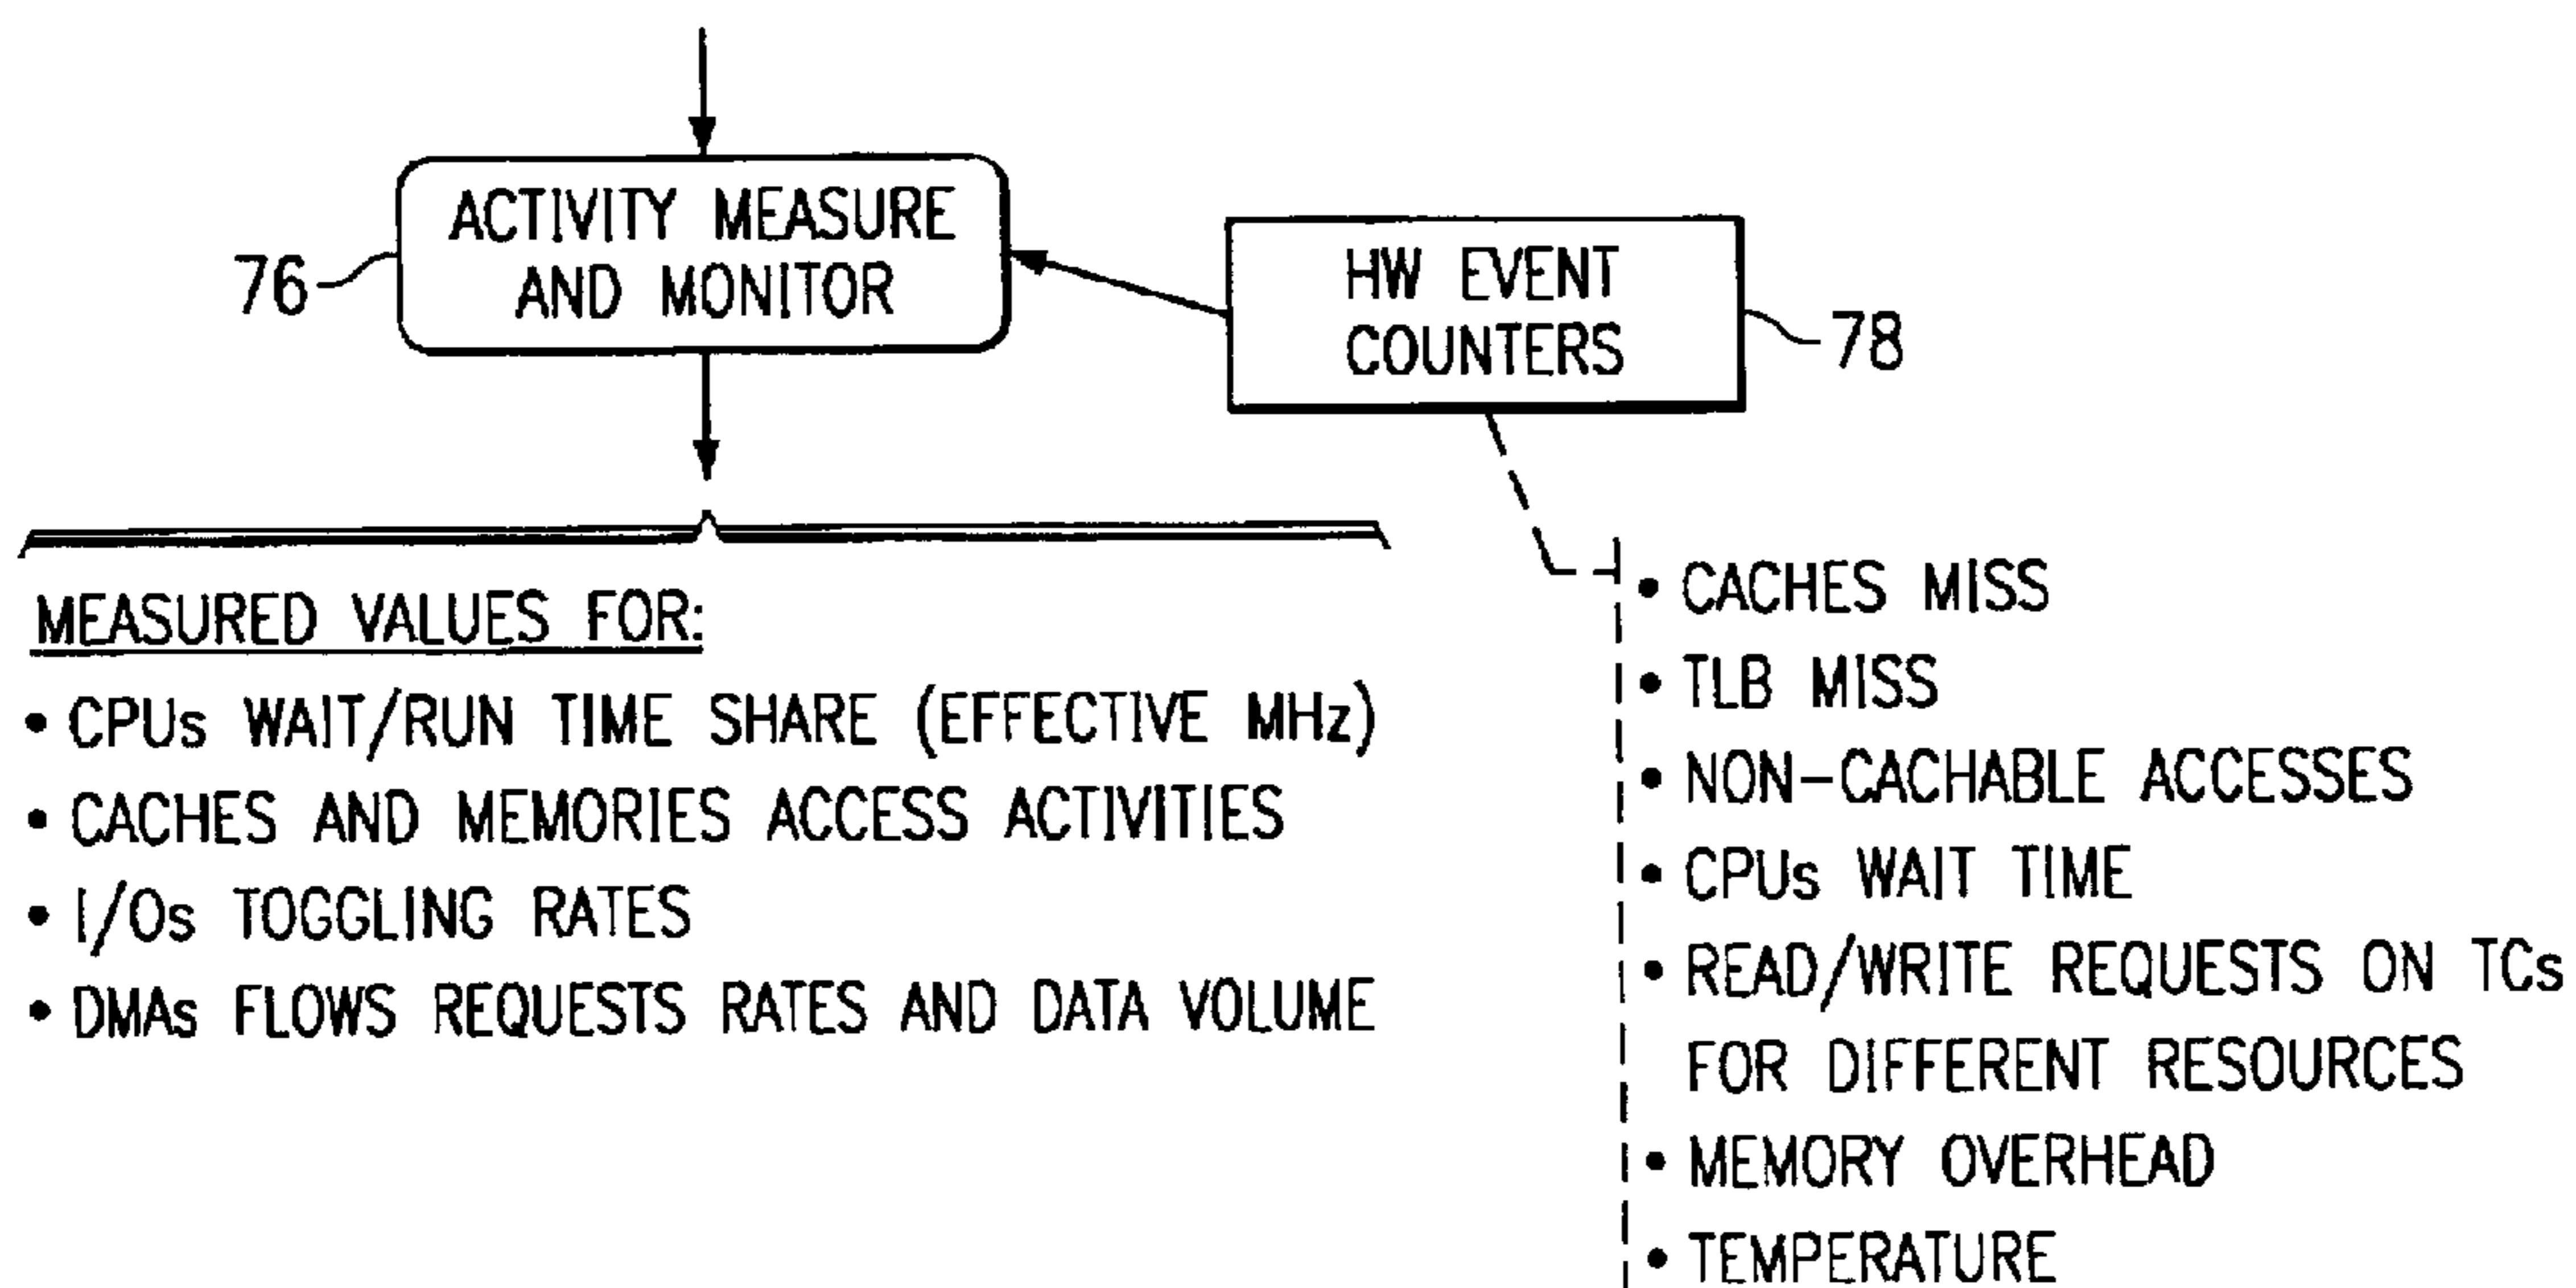 ACTIVITY MEASURE
AND MONITOR
76
HW EVENT
COUNTERS
78
MEASURED VALUES FOR:
• CPUs WAIT/RUN TIME SHARE (EFFECTIVE MHz)
• CACHES AND MEMORIES ACCESS ACTIVITIES
• I/Os TOGGLING RATES
• DMAs FLOWS REQUESTS RATES AND DATA VOLUME
• CACHES MISS
• TLB MISS
• NON-CACHABLE ACCESSES
• CPUs WAIT TIME
• READ/WRITE REQUESTS ON TCs
FOR DIFFERENT RESOURCES
• MEMORY OVERHEAD
• TEMPERATURE